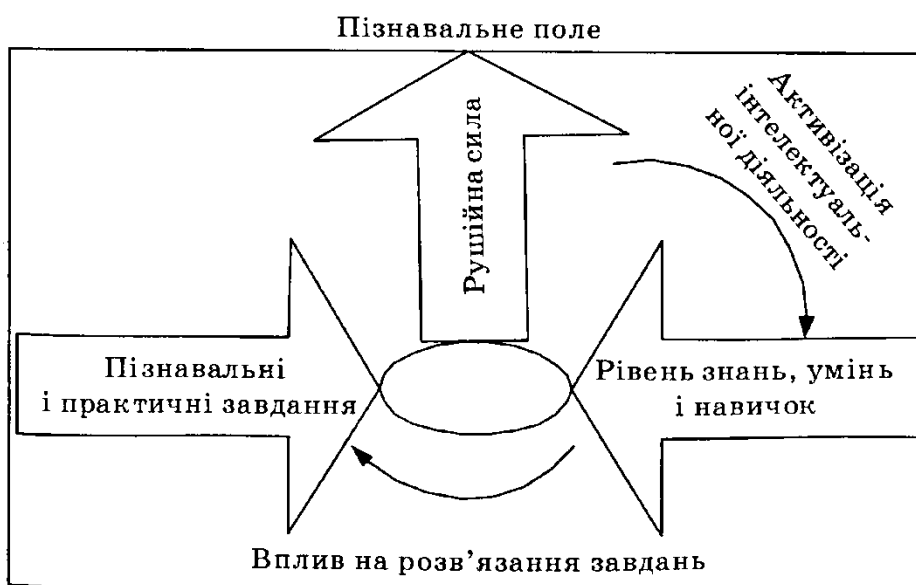 Пізнавальне поле
Активізація
інтелектуаль-
ної діяльності
Рушійна сила
Пізнавальні
і практичні завдання
Рівень знань, умінь
і навичок
Вплив на розв'язання завдань